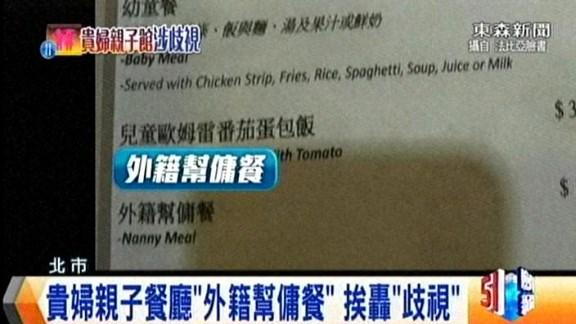 貴婦親子餐涉歧視
東森新聞
攝自 法比亞臉書
幼童餐
、飯與麵、湯及果汁或鮮奶
-Baby Meal
-Served with Chicken Strip, Fries, Rice, Spaghetti, Soup, Juice or Milk
$3
兒童歐姆雷番茄蛋包飯
with Tomato
外籍幫傭餐
$
外籍幫傭餐
-Nanny Meal
北市
貴婦親子餐廳"外籍幫傭餐" 挨轟"歧視"
51